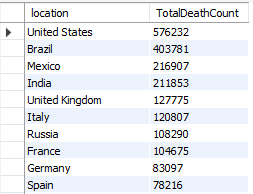 location TotalDeathCount
United States 576232
Brazil 403781
Mexico 216907
India 211853
United Kingdom 127775
Italy 120807
Russia 108290
France 104675
Germany 83097
Spain 78216